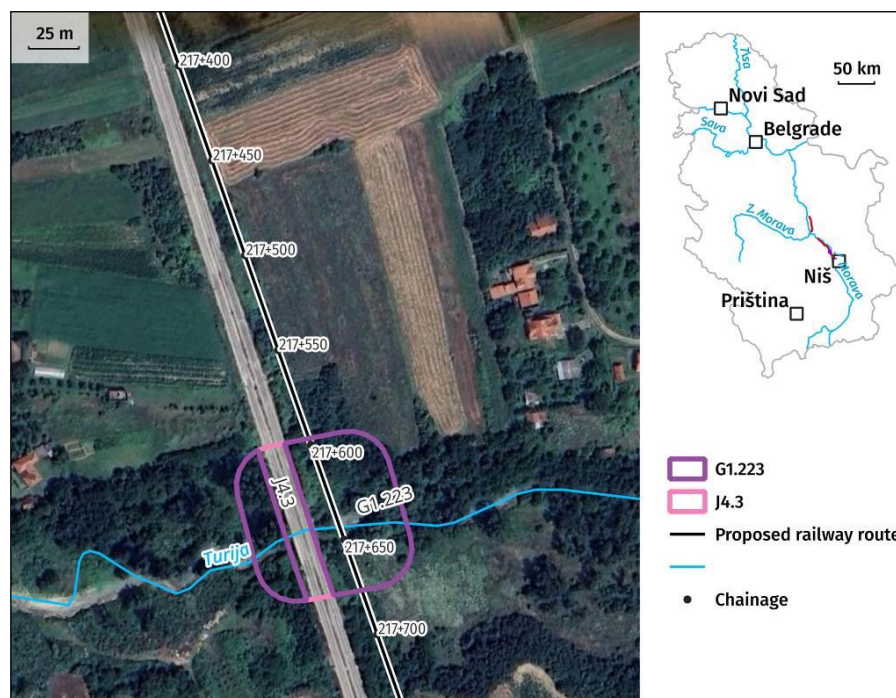 25 m
217+400
217+450
217+500
217+550
217+600
J4.3
G1.223
217+650
Turija
217+700
Tisa
50 km
Novi Sad
Sava
Belgrade
Z. Morava
Niš
Morava
Priština
G1.223
J4.3
Proposed railway route
Chainage